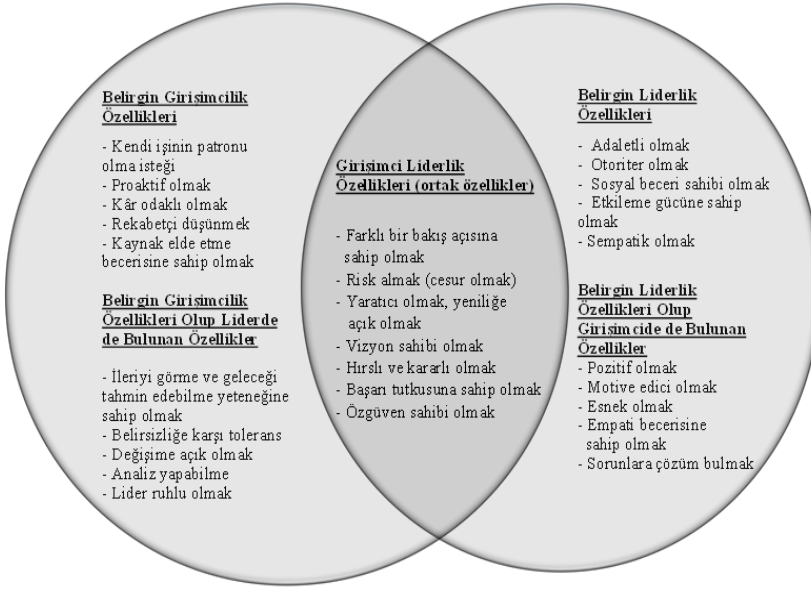 Belirgin Girişimcilik
Özellikleri
- Kendi işinin patronu
olma isteği
- Proaktif olmak
- Kâr odaklı olmak
- Rekabetçi düşünmek
- Kaynak elde etme
becerisine sahip olmak
Belirgin Girişimcilik
Özellikleri Olup Liderde
de Bulunan Özellikler
- İleriyi görme ve geleceği
tahmin edebilme yeteneğine
sahip olmak
- Belirsizliğe karşı tolerans
- Değişime açık olmak
- Analiz yapabilme
- Lider ruhlu olmak
Girişimci Liderlik
Özellikleri (ortak özellikler)
- Farklı bir bakış açısına
sahip olmak
- Risk almak (cesur olmak)
- Yaratıcı olmak, yeniliğe
açık olmak
- Vizyon sahibi olmak
- Hırslı ve kararlı olmak
- Başarı tutkusuna sahip olmak
- Özgüven sahibi olmak
Belirgin Liderlik
Özellikleri
- Adaletli olmak
- Otoriter olmak
- Sosyal beceri sahibi olmak
- Etkileme gücüne sahip
olmak
- Sempatik olmak
Belirgin Liderlik
Özellikleri Olup
Girişimcide de Bulunan
Özellikler
- Pozitif olmak
- Motive edici olmak
- Esnek olmak
- Empati becerisine
sahip olmak
- Sorunlara çözüm bulmak